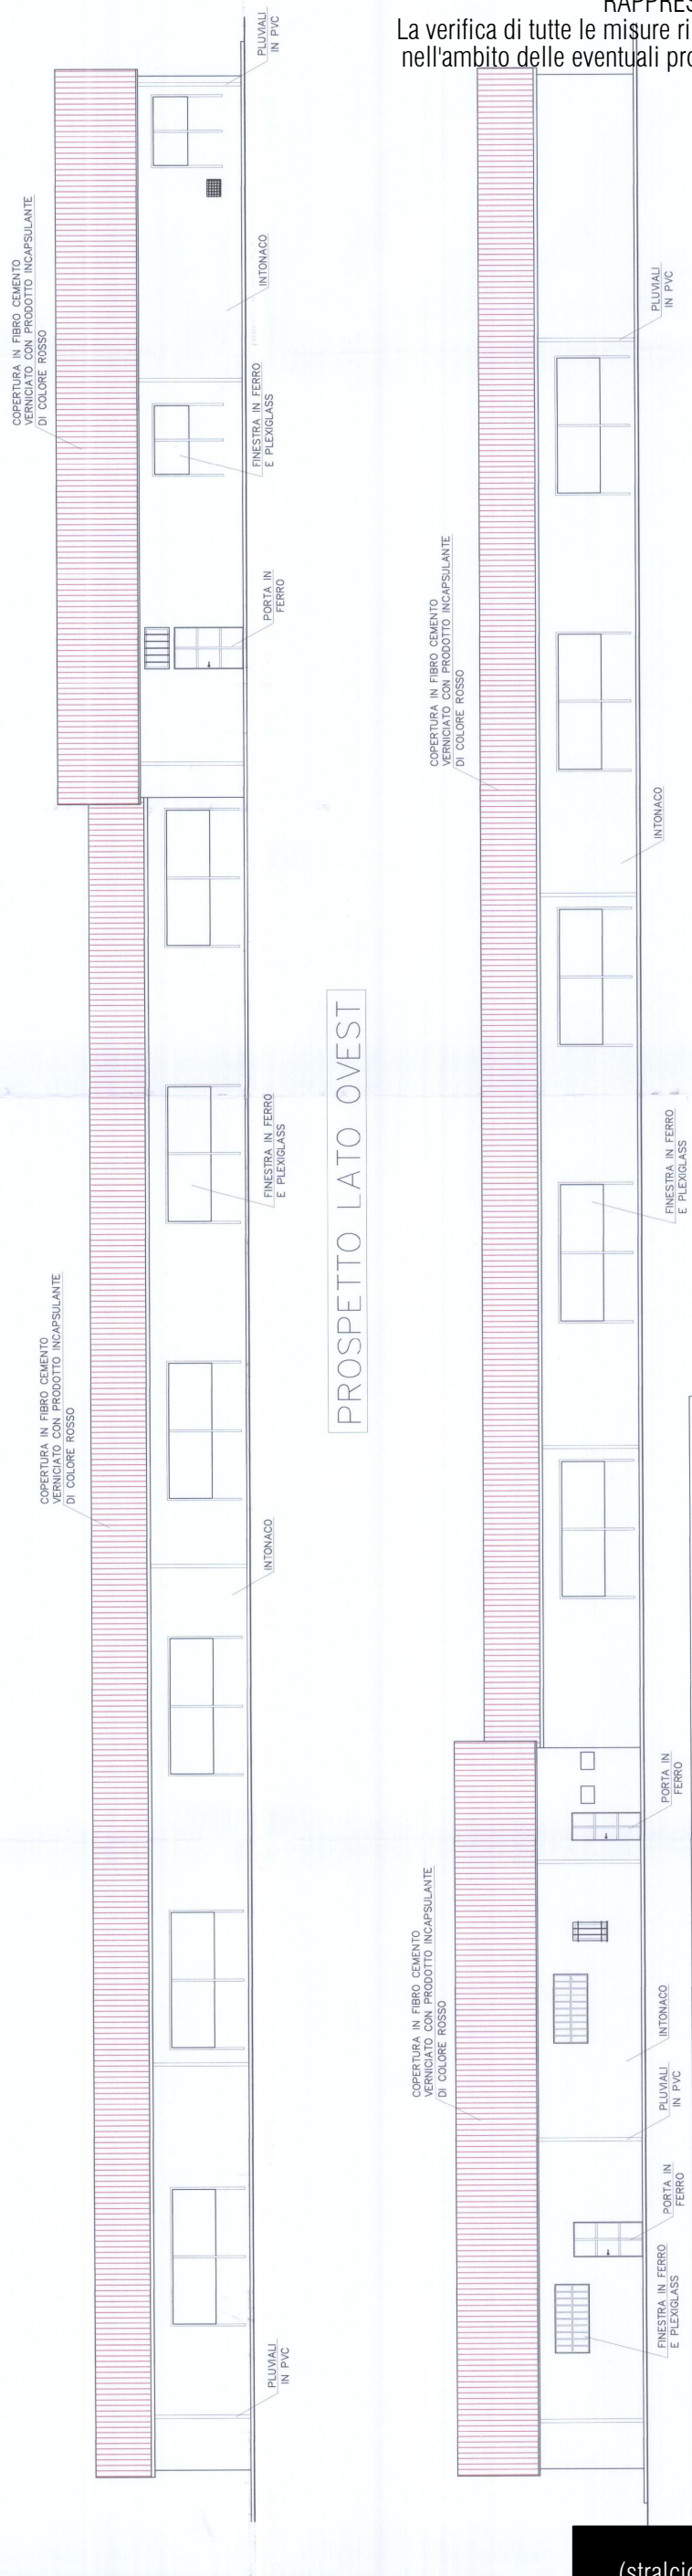 RAPPRES
La verifica di tutte le misure ri
nell'ambito delle eventuali pro
PLUVIALI
IN PVC
COPERTURA IN FIBRO CEMENTO
VERNICIATO CON PRODOTTO INCAPSULANTE
DI COLORE ROSSO
INTONACO
FINESTRA IN FERRO
E PLEXIGLASS
PORTA IN
FERRO
FINESTRA IN FERRO
E PLEXIGLASS
COPERTURA IN FIBRO CEMENTO
VERNICIATO CON PRODOTTO INCAPSULANTE
DI COLORE ROSSO
INTONACO
PLUVIALI
IN PVC
PROSPETTO LATO OVEST
PLUVIALI
IN PVC
COPERTURA IN FIBRO CEMENTO
VERNICIATO CON PRODOTTO INCAPSULANTE
DI COLORE ROSSO
INTONACO
FINESTRA IN FERRO
E PLEXIGLASS
PORTA IN
FERRO
COPERTURA IN FIBRO CEMENTO
VERNICIATO CON PRODOTTO INCAPSULANTE
DI COLORE ROSSO
INTONACO
PLUVIALI
IN PVC
PORTA IN
FERRO
FINESTRA IN FERRO
E PLEXIGLASS
(stralcio